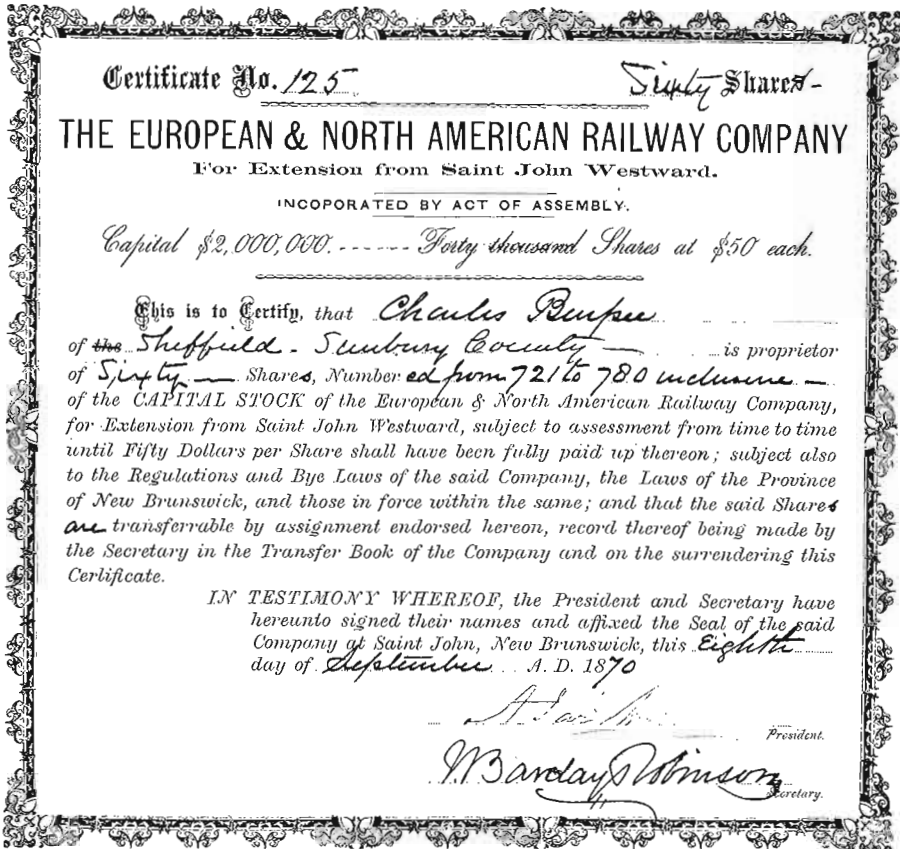 Certificate No. 125. Sixty Shares-
THE EUROPEAN & NORTH AMERICAN RAILWAY COMPANY
For Extension from Saint John Westward.
INCOPORATED BY ACT OF ASSEMBLY.
Capital $2,000,000. ------ Forty thousand Shares at $50 each.
This is to Certify, that Charles Burpee
of the Sheffield - Sunbury County — is proprietor
of Sixty — Shares, Numbered from 721 to 780 inclusive —
of the CAPITAL STOCK of the European & North American Railway Company,
for Extension from Saint John Westward, subject to assessment from time to time
until Fifty Dollars per Share shall have been fully paid up thereon; subject also
to the Regulations and Bye Laws of the said Company, the Laws of the Province
of New Brunswick, and those in force within the same; and that the said Shares
are transferrable by assignment endorsed hereon, record thereof being made by
the Secretary in the Transfer Book of the Company and on the surrendering this
Cerlificate.
IN TESTIMONY WHEREOF, the President and Secretary have
hereunto signed their names and affixed the Seal of the said
Company at Saint John, New Brunswick, this Eighth
day of September A. D. 1870
President.
W Barclay Robinson
Secretary.